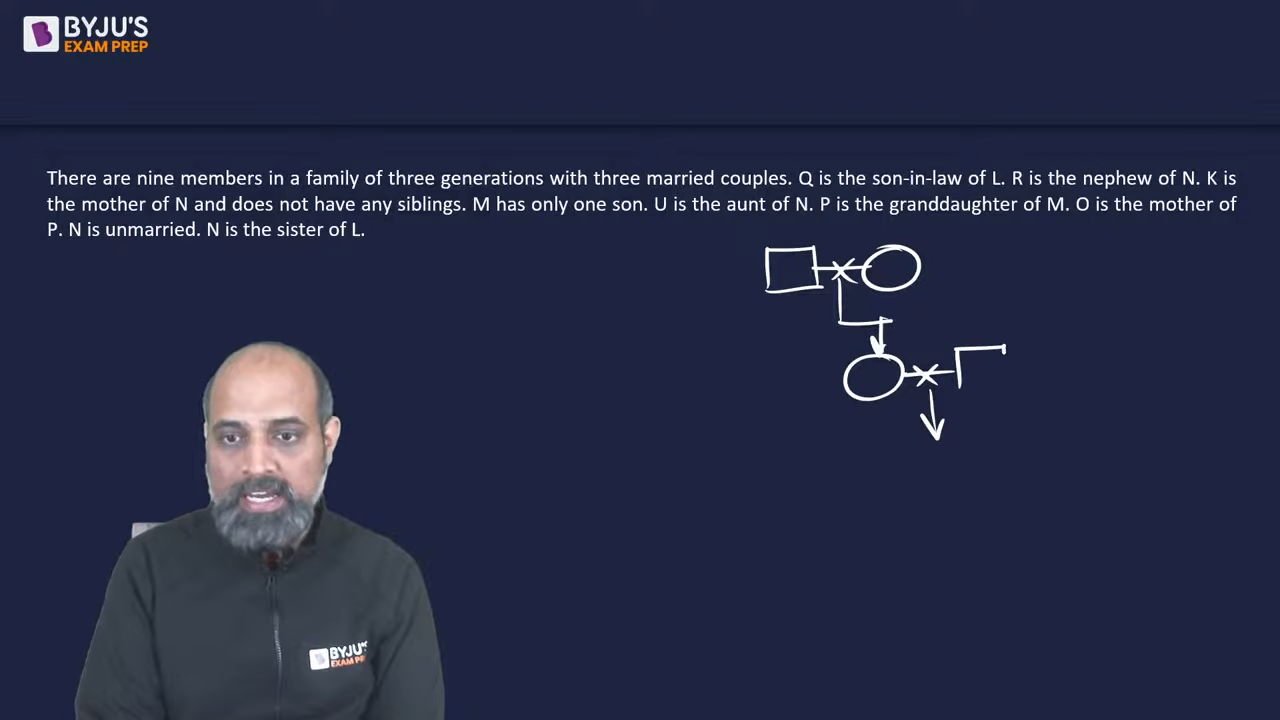 BYJU'S
EXAM PREP
There are nine members in a family of three generations with three married couples. Q is the son-in-law of L. R is the nephew of N. K is
the mother of N and does not have any siblings. M has only one son. U is the aunt of N. P is the granddaughter of M. O is the mother of
P. N is unmarried. N is the sister of L.
BYJU'S
EXAM PREP